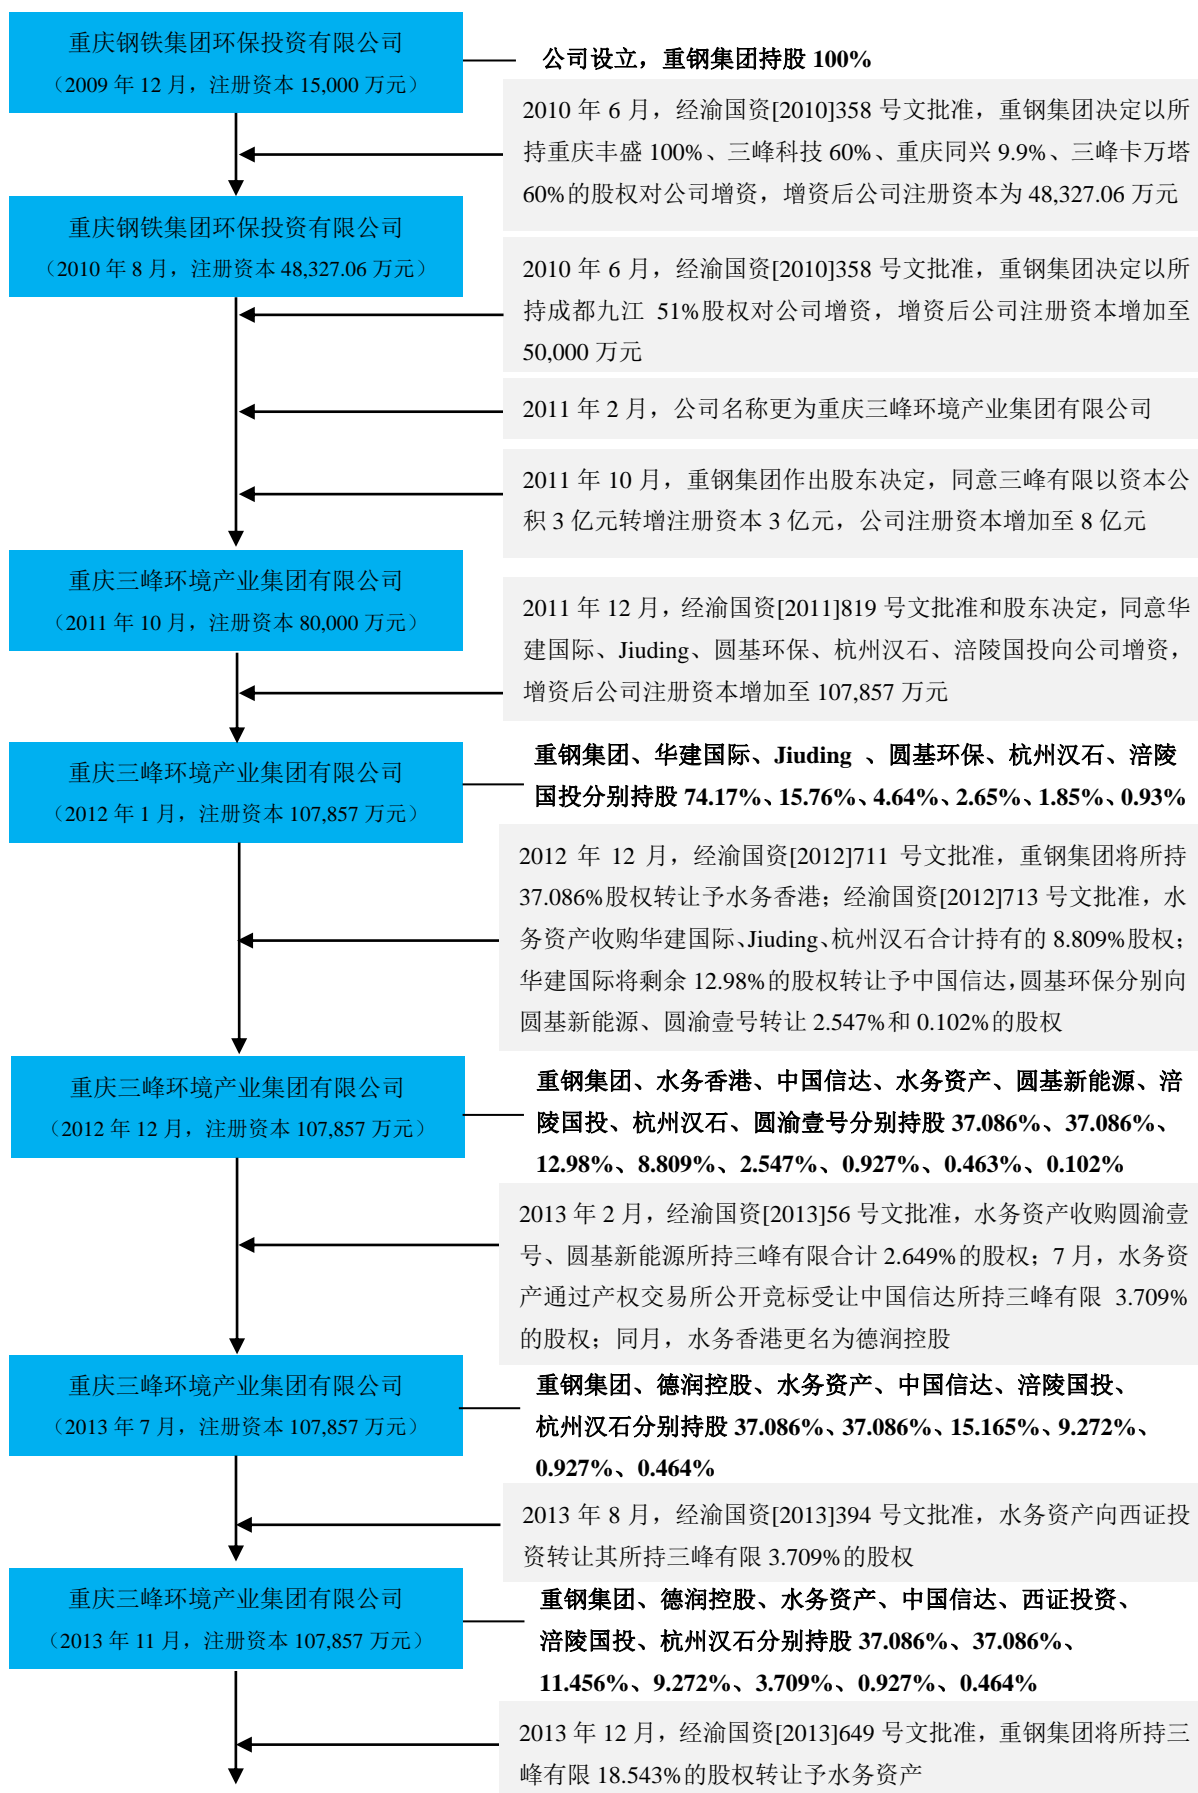 重庆钢铁集团环保投资有限公司
（2009 年 12 月，注册资本 15,000 万元）
公司设立，重钢集团持股 100%
2010 年 6 月，经渝国资[2010]358 号文批准，重钢集团决定以所
持重庆丰盛 100%、三峰科技 60%、重庆同兴 9.9%、三峰卡万塔
60%的股权对公司增资，增资后公司注册资本为 48,327.06 万元
重庆钢铁集团环保投资有限公司
（2010 年 8 月，注册资本 48,327.06 万元）
2010 年 6 月，经渝国资[2010]358 号文批准，重钢集团决定以所
持成都九江 51%股权对公司增资，增资后公司注册资本增加至
50,000 万元
2011 年 2 月，公司名称更为重庆三峰环境产业集团有限公司
2011 年 10 月，重钢集团作出股东决定，同意三峰有限以资本公
积 3 亿元转增注册资本 3 亿元，公司注册资本增加至 8 亿元
重庆三峰环境产业集团有限公司
（2011 年 10 月，注册资本 80,000 万元）
2011 年 12 月，经渝国资[2011]819 号文批准和股东决定，同意华
建国际、Jiuding、圆基环保、杭州汉石、涪陵国投向公司增资，
增资后公司注册资本增加至 107,857 万元
重庆三峰环境产业集团有限公司
（2012 年 1 月，注册资本 107,857 万元）
重钢集团、华建国际、Jiuding 、圆基环保、杭州汉石、涪陵
国投分别持股 74.17%、15.76%、4.64%、2.65%、1.85%、0.93%
2012 年 12 月，经渝国资[2012]711 号文批准，重钢集团将所持
37.086%股权转让予水务香港；经渝国资[2012]713 号文批准，水
务资产收购华建国际、Jiuding、杭州汉石合计持有的 8.809%股权；
华建国际将剩余 12.98%的股权转让予中国信达，圆基环保分别向
圆基新能源、圆渝壹号转让 2.547%和 0.102%的股权
重庆三峰环境产业集团有限公司
（2012 年 12 月，注册资本 107,857 万元）
重钢集团、水务香港、中国信达、水务资产、圆基新能源、涪
陵国投、杭州汉石、圆渝壹号分别持股 37.086%、37.086%、
12.98%、8.809%、2.547%、0.927%、0.463%、0.102%
2013 年 2 月，经渝国资[2013]56 号文批准，水务资产收购圆渝壹
号、圆基新能源所持三峰有限合计 2.649%的股权；7 月，水务资
产通过产权交易所公开竞标受让中国信达所持三峰有限 3.709%
的股权；同月，水务香港更名为德润控股
重庆三峰环境产业集团有限公司
（2013 年 7 月，注册资本 107,857 万元）
重钢集团、德润控股、水务资产、中国信达、涪陵国投、
杭州汉石分别持股 37.086%、37.086%、15.165%、9.272%、
0.927%、0.464%
2013 年 8 月，经渝国资[2013]394 号文批准，水务资产向西证投
资转让其所持三峰有限 3.709%的股权
重庆三峰环境产业集团有限公司
（2013 年 11 月，注册资本 107,857 万元）
重钢集团、德润控股、水务资产、中国信达、西证投资、
涪陵国投、杭州汉石分别持股 37.086%、37.086%、
11.456%、9.272%、3.709%、0.927%、0.464%
2013 年 12 月，经渝国资[2013]649 号文批准，重钢集团将所持三
峰有限 18.543%的股权转让予水务资产